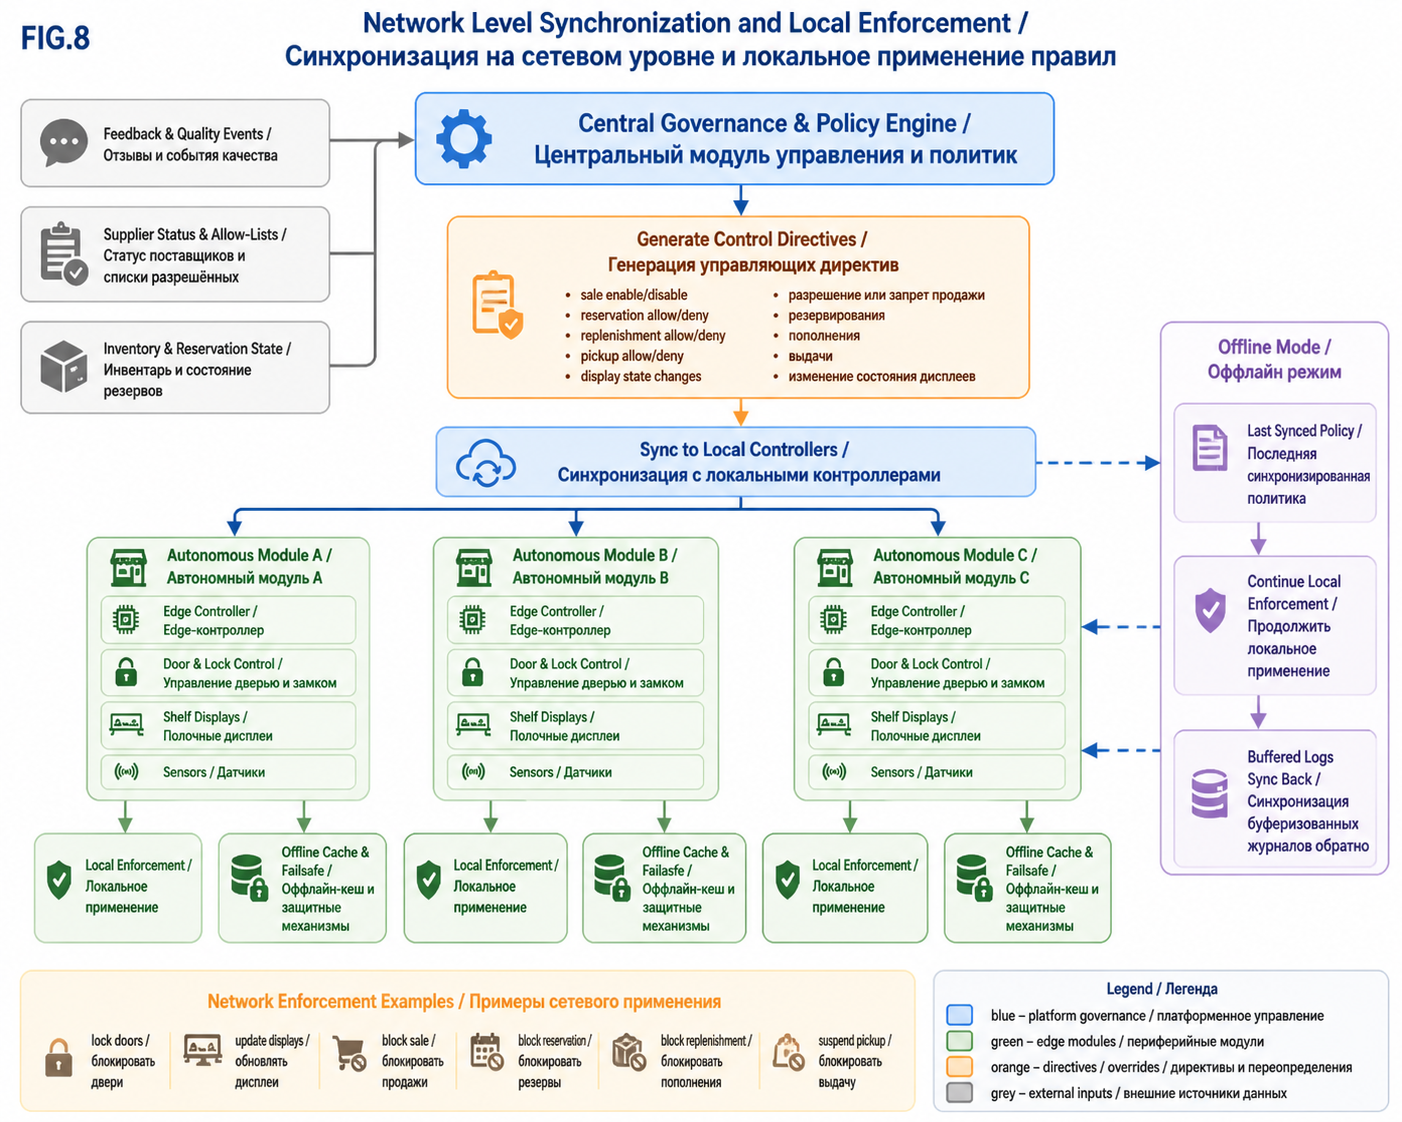 FIG.8
Network Level Synchronization and Local Enforcement /
Синхронизация на сетевом уровне и локальное применение правил
Feedback & Quality Events /
Отзывы и события качества
Supplier Status & Allow-Lists /
Статус поставщиков и
списки разрешённых
Inventory & Reservation State /
Инвентарь и состояние
резервов
Central Governance & Policy Engine /
Центральный модуль управления и политик
Generate Control Directives /
Генерация управляющих директив
• sale enable/disable
• reservation allow/deny
• replenishment allow/deny
• pickup allow/deny
• display state changes
• разрешение или запрет продажи
• резервирования
• пополнения
• выдачи
• изменение состояния дисплеев
Sync to Local Controllers /
Синхронизация с локальными контроллерами
Offline Mode /
Оффлайн режим
Last Synced Policy /
Последняя
синхронизированная
политика
Continue Local
Enforcement /
Продолжить
локальное
применение
Buffered Logs
Sync Back /
Синхронизация
буферизованных
журналов обратно
Autonomous Module A /
Автономный модуль A
Edge Controller /
Edge-контроллер
Door & Lock Control /
Управление дверью и замком
Shelf Displays /
Полочные дисплеи
Sensors / Датчики
Autonomous Module B /
Автономный модуль B
Edge Controller /
Edge-контроллер
Door & Lock Control /
Управление дверью и замком
Shelf Displays /
Полочные дисплеи
Sensors / Датчики
Autonomous Module C /
Автономный модуль C
Edge Controller /
Edge-контроллер
Door & Lock Control /
Управление дверью и замком
Shelf Displays /
Полочные дисплеи
Sensors / Датчики
Local Enforcement /
Локальное
применение
Offline Cache &
Failsafe /
Оффлайн-кеш и
защитные
механизмы
Local Enforcement /
Локальное
применение
Offline Cache &
Failasfe /
Оффлайн-кеш и
защитные
механизмы
Local Enforcement /
Локальное
применение
Offline Cache &
Failsafe /
Оффлайн-кеш и
защитные
механизмы
Network Enforcement Examples / Примеры сетевого применения
lock doors /
блокировать
двери
update displays /
обновлять
дисплеи
block sale /
блокировать
продажи
block reservation /
блокировать
резервы
block replenishment /
блокировать
пополнения
suspend pickup /
блокировать
выдачу
Legend / Легенда
blue – platform governance / платформенное управление
green – edge modules / периферийные модули
orange – directives / overrides / директивы и переопределения
grey – external inputs / внешние источники данных